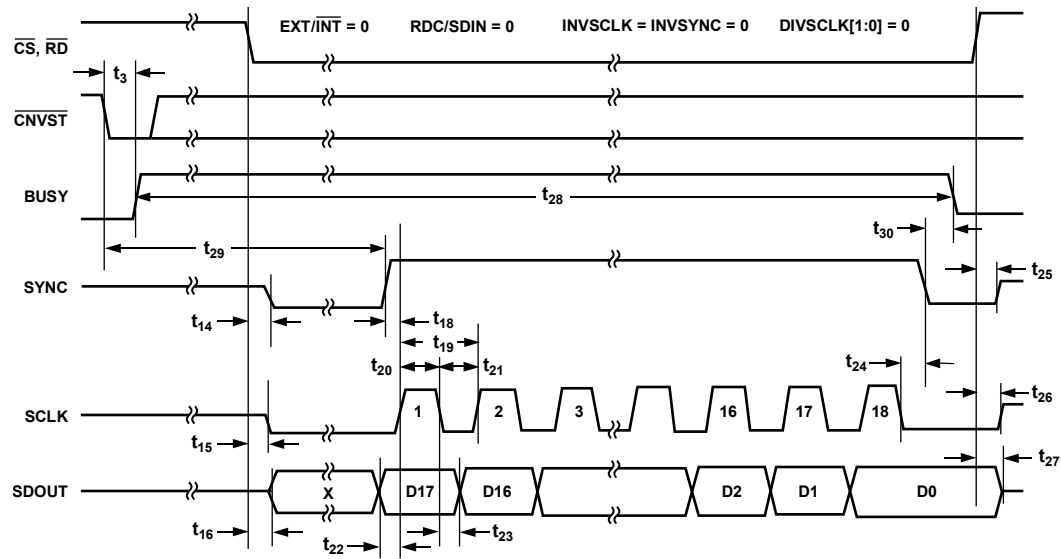 EXT/INT = 0 RDC/SDIN = 0 INVSCLK = INVSYNC = 0 DIVSCLK[1:0] = 0
CS, RD
t3
CNVST
BUSY
t28
t29
t30
SYNC
t25
t14
t18
t19
t20
t21
t24
t26
SCLK
1 2 3 16 17 18
t15
t27
SDOUT
X D17 D16 D2 D1 D0
t16
t22
t23